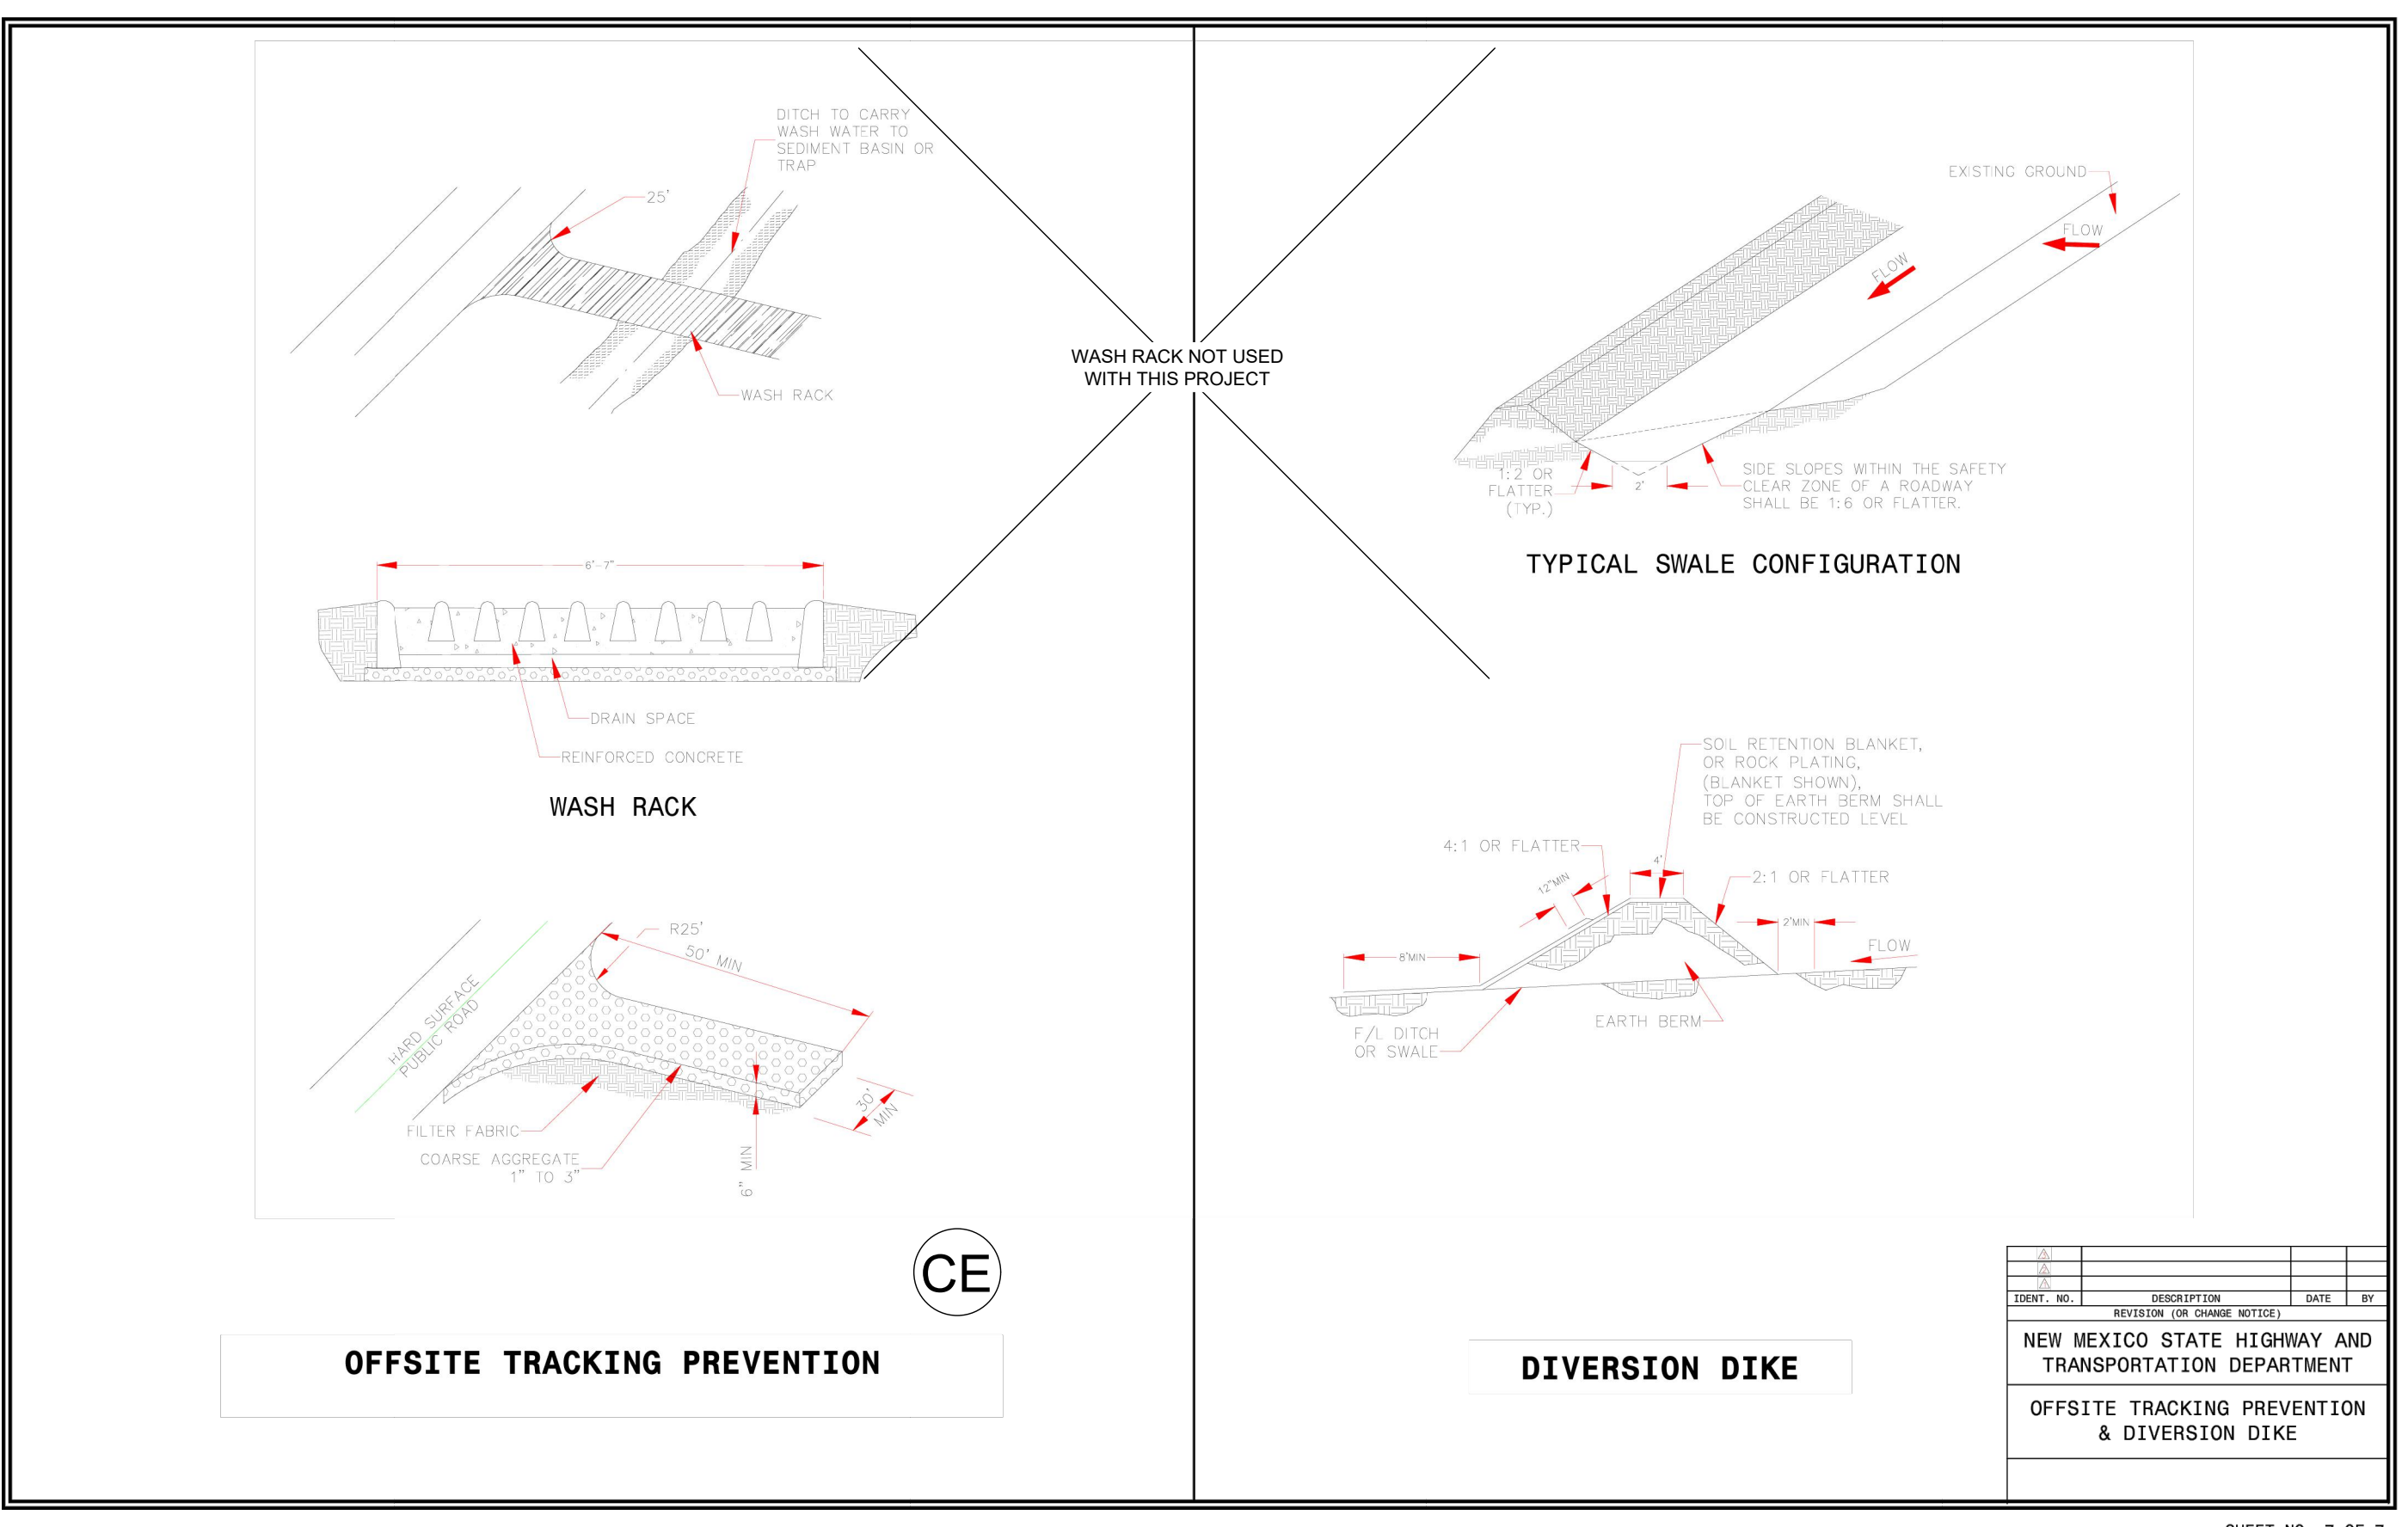 DITCH TO CARRY
WASH WATER TO
SEDIMENT BASIN OR
TRAP
25'
WASH RACK
6'-7"
DRAIN SPACE
REINFORCED CONCRETE
WASH RACK
WASH RACK NOT USED
WITH THIS PROJECT
R25'
50' MIN
HARD SURFACE
PUBLIC ROAD
FILTER FABRIC
COARSE AGGREGATE
1" TO 3"
6" MIN
30'
MIN
CE
OFFSITE TRACKING PREVENTION
EXISTING GROUND
FLOW
FLOW
1:2 OR
FLATTER
(TYP.)
2'
SIDE SLOPES WITHIN THE SAFETY
CLEAR ZONE OF A ROADWAY
SHALL BE 1:6 OR FLATTER.
TYPICAL SWALE CONFIGURATION
SOIL RETENTION BLANKET,
OR ROCK PLATING,
(BLANKET SHOWN),
TOP OF EARTH BERM SHALL
BE CONSTRUCTED LEVEL
4:1 OR FLATTER
4'
12"MIN
2:1 OR FLATTER
2'MIN
8'MIN
FLOW
EARTH BERM
F/L DITCH
OR SWALE
DIVERSION DIKE
IDENT. NO. DESCRIPTION DATE BY
REVISION (OR CHANGE NOTICE)
NEW MEXICO STATE HIGHWAY AND
TRANSPORTATION DEPARTMENT
OFFSITE TRACKING PREVENTION
& DIVERSION DIKE